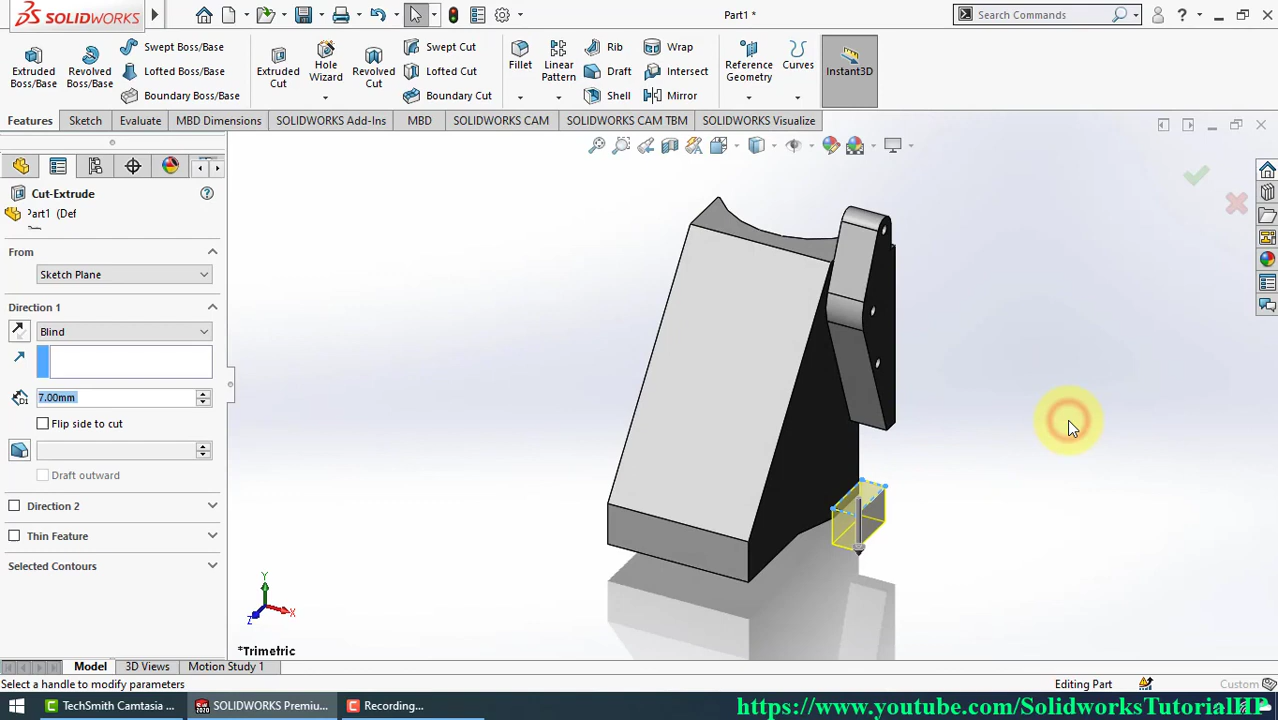 SOLIDWORKS
Part1 *
Search Commands
Extruded Boss/Base
Revolved Boss/Base
Swept Boss/Base
Lofted Boss/Base
Boundary Boss/Base
Extruded Cut
Hole Wizard
Revolved Cut
Swept Cut
Lofted Cut
Boundary Cut
Fillet
Linear Pattern
Rib
Draft
Shell
Wrap
Intersect
Mirror
Reference Geometry
Curves
Instant3D
Features
Sketch
Evaluate
MBD Dimensions
SOLIDWORKS Add-Ins
MBD
SOLIDWORKS CAM
SOLIDWORKS CAM TBM
SOLIDWORKS Visualize
Cut-Extrude
Part1 (Def
From
Sketch Plane
Direction 1
Blind
D1
7.00mm
Flip side to cut
Draft outward
Direction 2
Thin Feature
Selected Contours
Y
X
Z
*Trimetric
Model
3D Views
Motion Study 1
Select a handle to modify parameters
Editing Part
Custom
TechSmith Camtasia ...
SOLIDWORKS Premiu...
Recording...
https://www.youtube.com/SolidworksTutorialHP